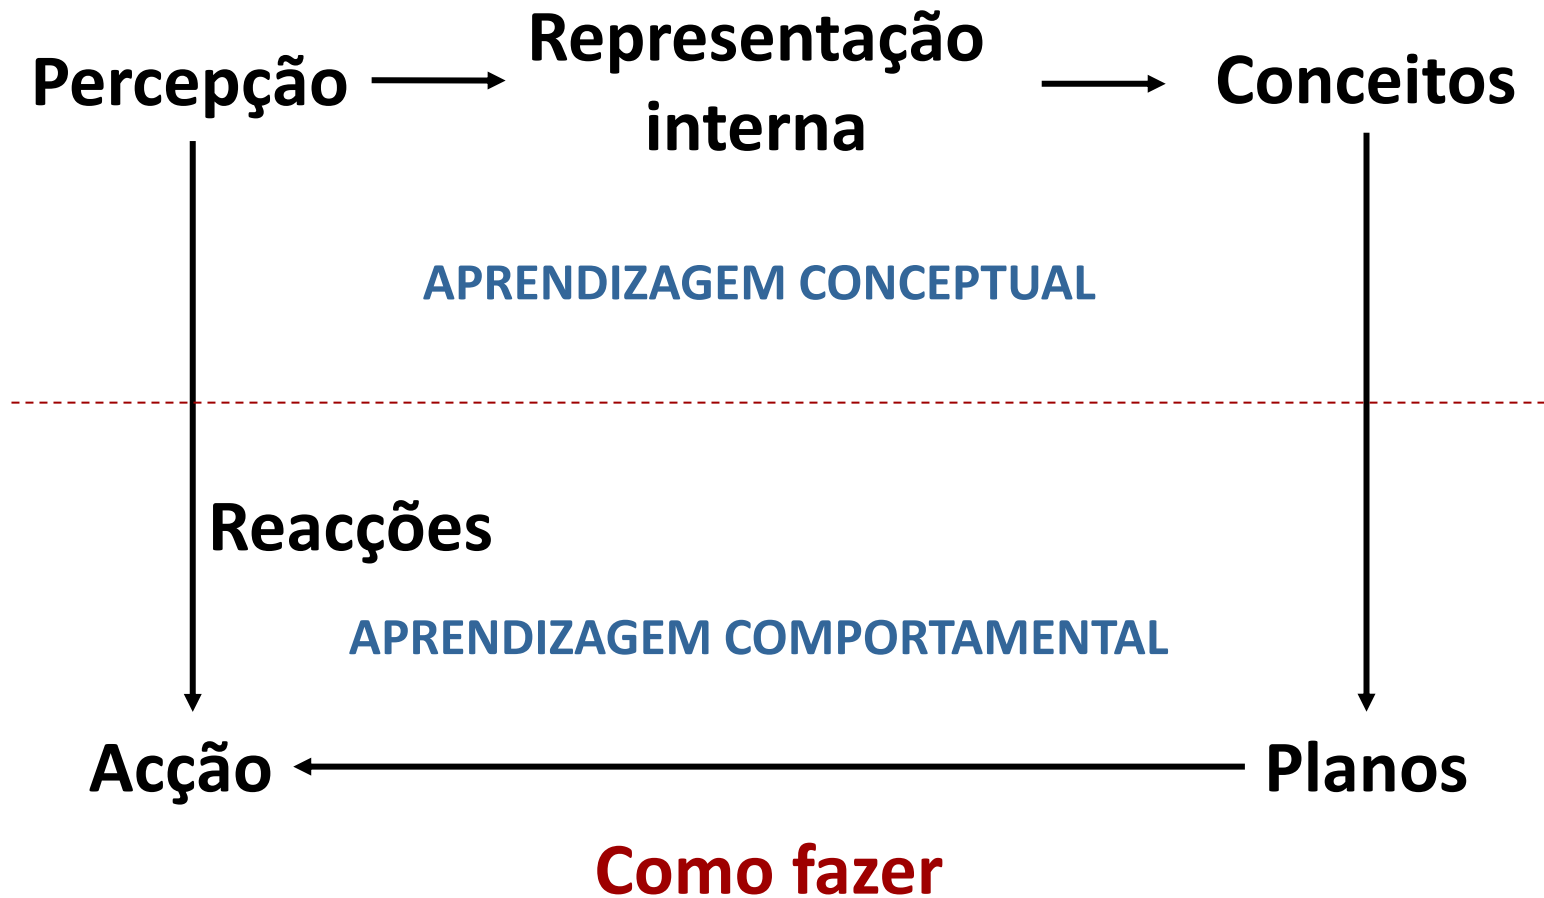 Percepção
Representação
interna
Conceitos
APRENDIZAGEM CONCEPTUAL
Reacções
APRENDIZAGEM COMPORTAMENTAL
Acção
Planos
Como fazer